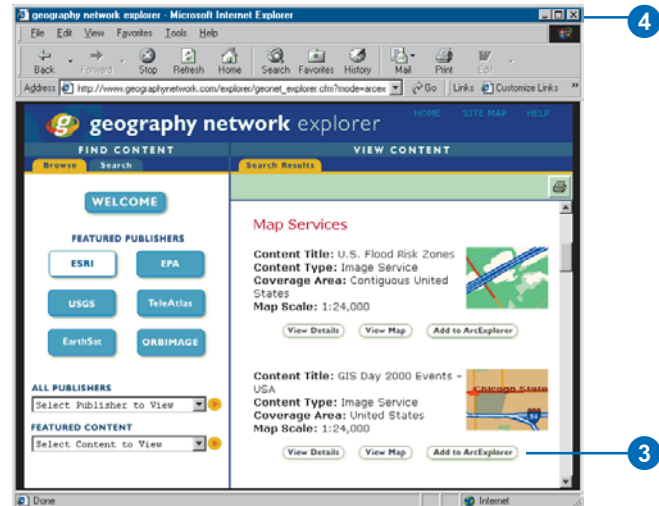 geography network explorer - Microsoft Internet Explorer
4
File Edit View Favorites Tools Help
Back Forward Stop Refresh Home Search Favorites History Mail Print Edit
Address http://www.geographynetwork.com/explorer/geonet_explorer.cfm?mode=arcex Go Links Customize Links »
geography network explorer
HOME SITE MAP HELP
FIND CONTENT
VIEW CONTENT
Browse Search
Search Results
WELCOME
FEATURED PUBLISHERS
ESRI EPA
USGS TeleAtlas
EarthSat ORBIMAGE
ALL PUBLISHERS
Select Publisher to View
FEATURED CONTENT
Select Content to View
Map Services
Content Title: U.S. Flood Risk Zones
Content Type: Image Service
Coverage Area: Contiguous United
States
Map Scale: 1:24,000
View Details View Map Add to ArcExplorer
Content Title: GIS Day 2000 Events -
USA
Content Type: Image Service
Coverage Area: United States
Map Scale: 1:24,000
Chicago State
94
View Details View Map Add to ArcExplorer
3
Done
Internet